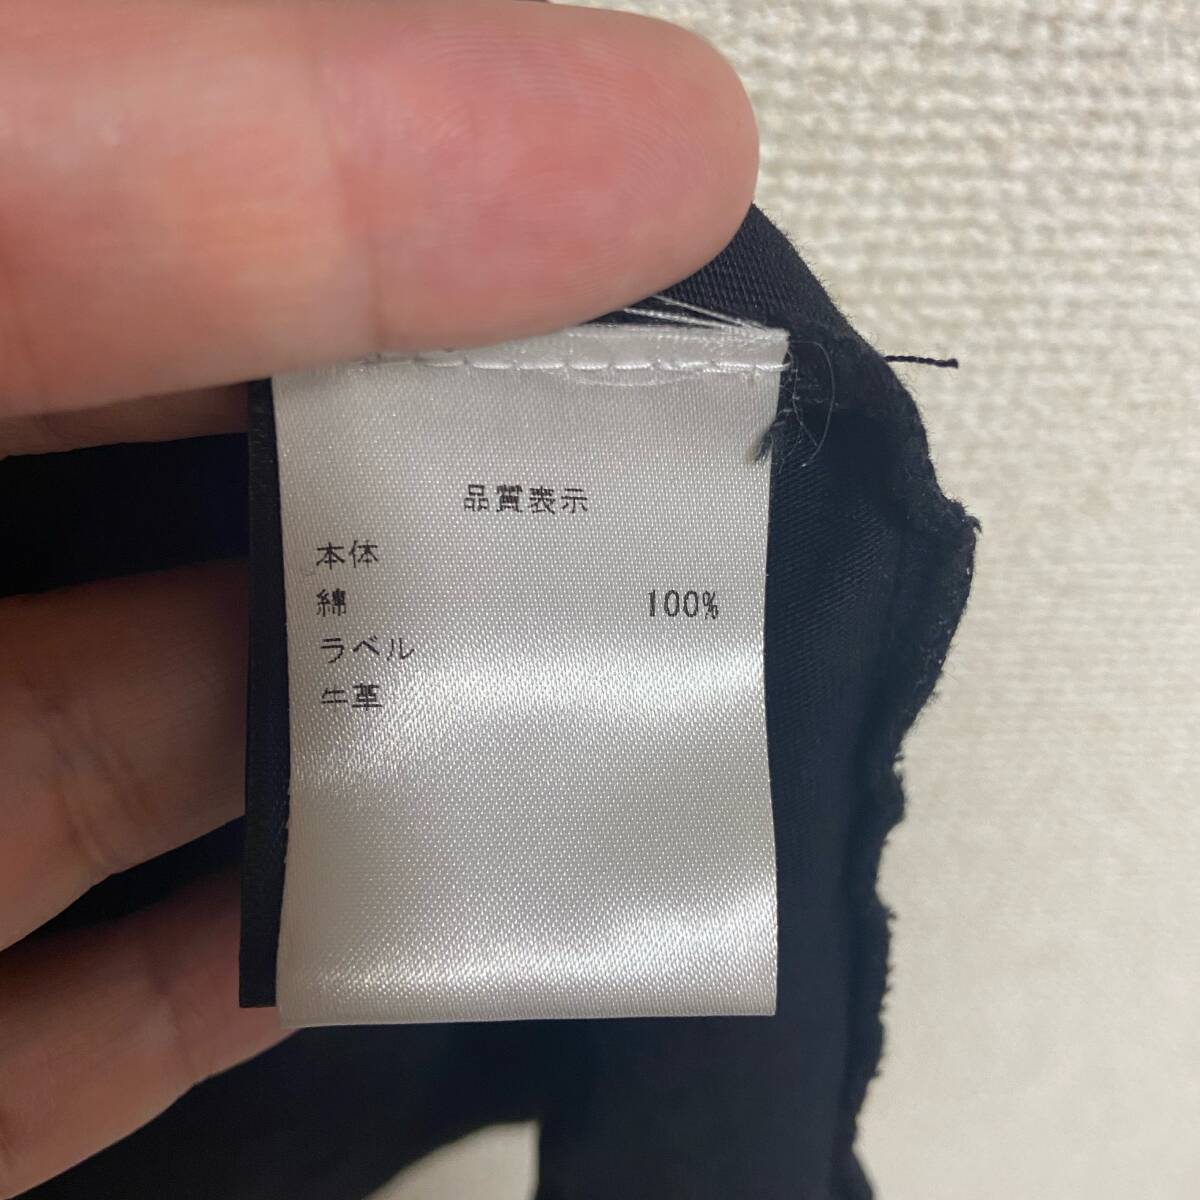 品質表示
本体
綿 100%
ラベル
牛革